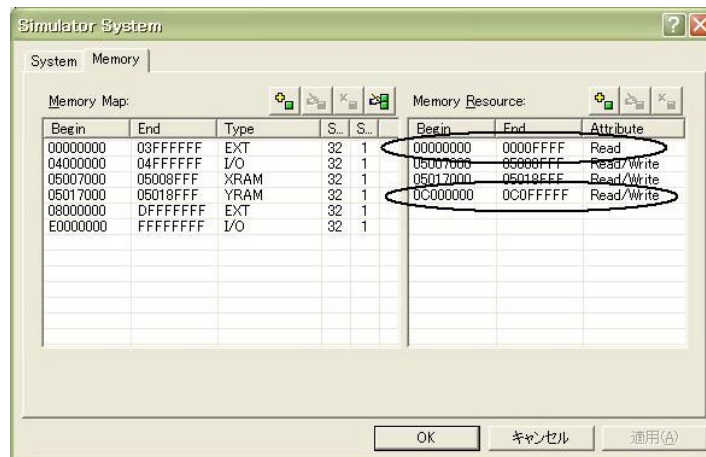 Simulator System
System Memory
Memory Map: Memory Resource:
Begin End Type S... S... Begin End Attribute
00000000 03FFFFFF EXT 32 1 00000000 0000FFFF Read
04000000 04FFFFFF I/O 32 1 05007000 05008FFF Read/Write
05007000 05008FFF XRAM 32 1 05017000 05018FFF Read/Write
05017000 05018FFF YRAM 32 1 0C000000 0C0FFFFF Read/Write
08000000 DFFFFFFF EXT 32 1
E0000000 FFFFFFFF I/O 32 1
OK キャンセル 適用(A)